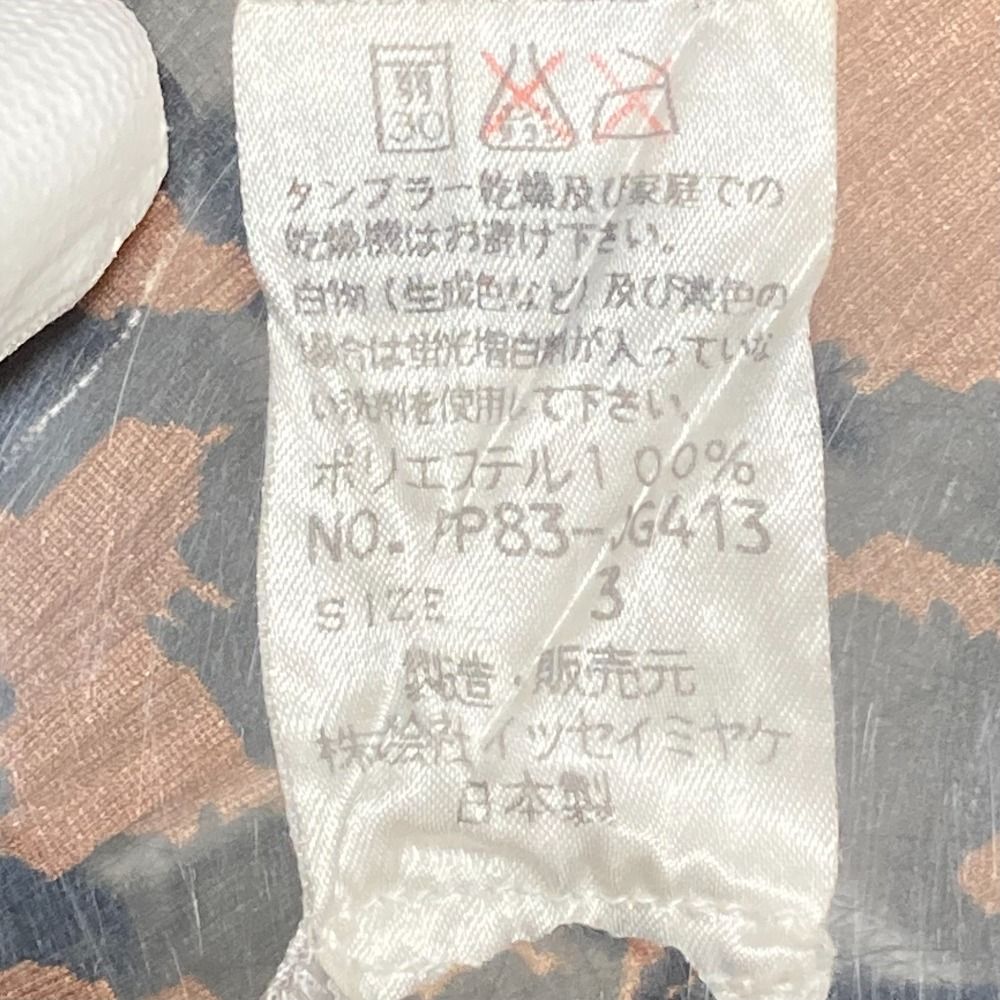 弱
30
タンブラー乾燥及び家庭での
乾燥機はお避け下さい。
白物（生成色など）及び淡色の
場合は蛍光増白剤が入っていな
い洗剤を使用して下さい。
ポリエステル100%
NO. PP83-JG413
SIZE 3
製造・販売元
株式会社イッセイミヤケ
日本製